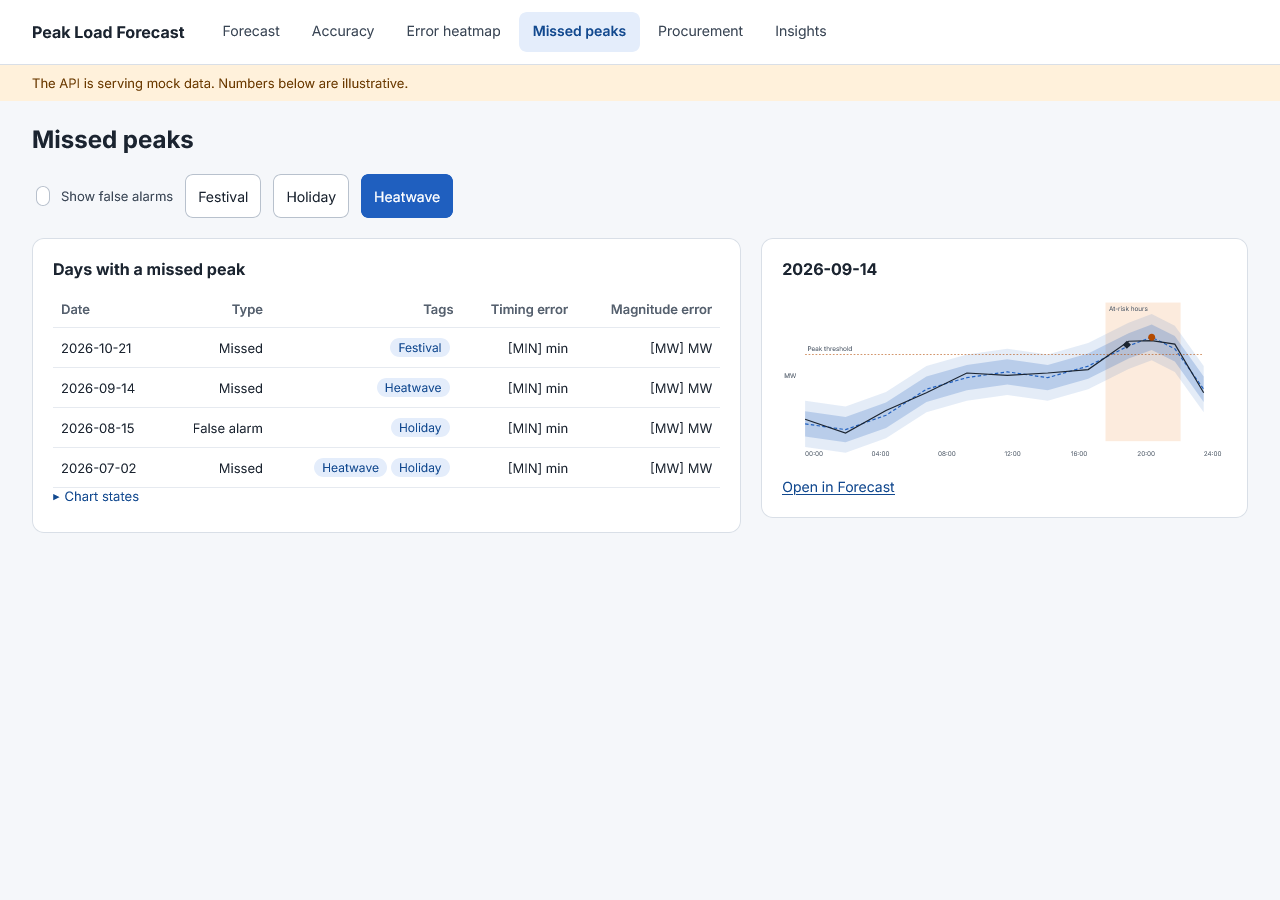 Peak Load Forecast Forecast Accuracy Error heatmap Missed peaks Procurement Insights
The API is serving mock data. Numbers below are illustrative.
Missed peaks
Show false alarms Festival Holiday Heatwave
Days with a missed peak
Date Type Tags Timing error Magnitude error
2026-10-21 Missed Festival [MIN] min [MW] MW
2026-09-14 Missed Heatwave [MIN] min [MW] MW
2026-08-15 False alarm Holiday [MIN] min [MW] MW
2026-07-02 Missed Heatwave Holiday [MIN] min [MW] MW
Chart states
2026-09-14
At-risk hours
Peak threshold
MW
00:00 04:00 08:00 12:00 16:00 20:00 24:00
Open in Forecast